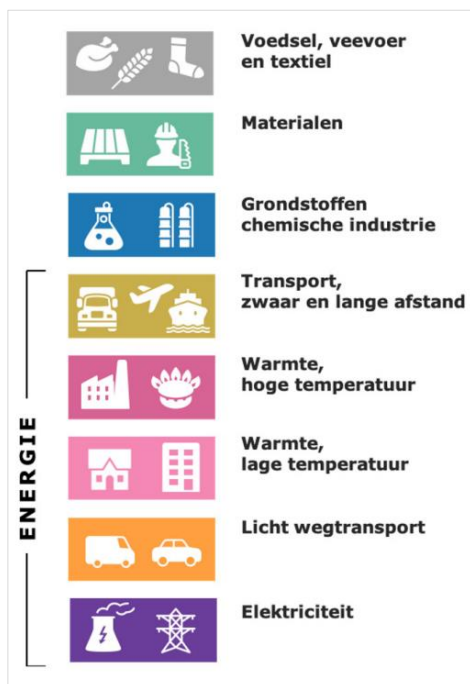 Voedsel, veevoer
en textiel
Materialen
Grondstoffen
chemische industrie
Transport,
zwaar en lange afstand
Warmte,
hoge temperatuur
Warmte,
lage temperatuur
Licht wegtransport
Elektriciteit
ENERGIE